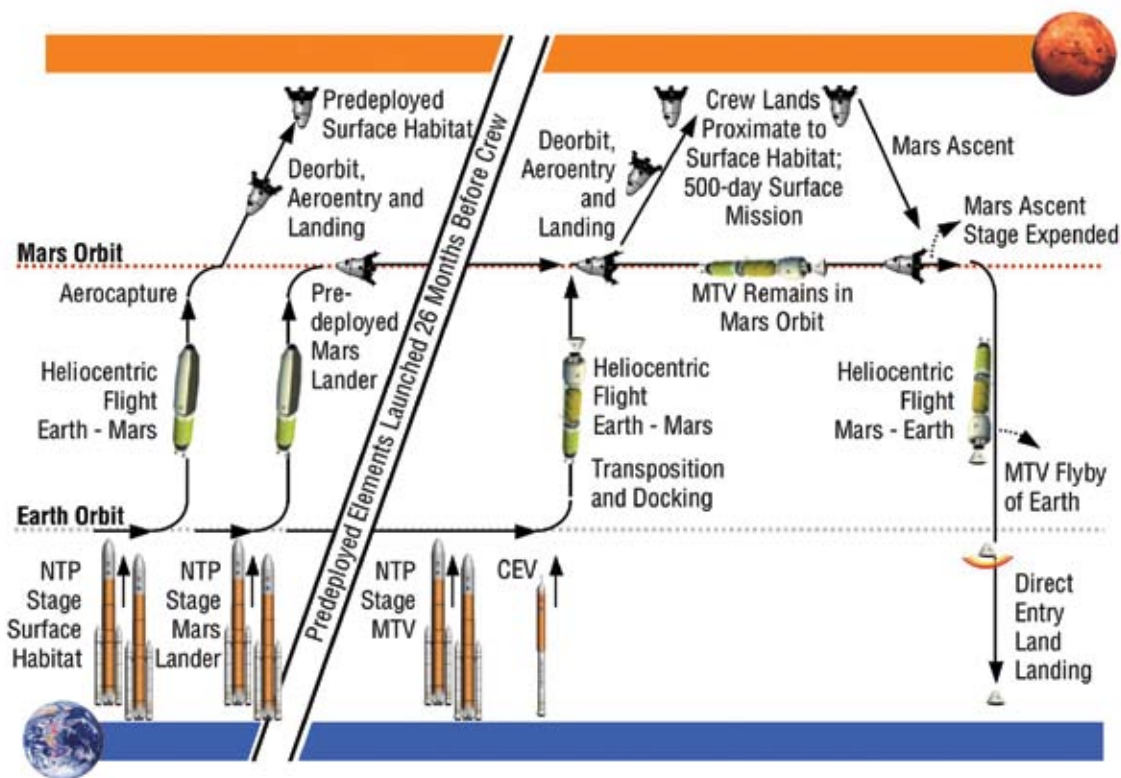 Predeployed
Surface Habitat
Deorbit,
Aeroentry and
Landing
Mars Orbit
Aerocapture
Pre-
deployed
Mars
Lander
Heliocentric
Flight
Earth - Mars
Earth Orbit
NTP
Stage
Surface
Habitat
NTP
Stage
Mars
Lander
Predeployed Elements Launched 26 Months Before Crew
Deorbit,
Aeroentry
and
Landing
Crew Lands
Proximate to
Surface Habitat;
500-day Surface
Mission
Mars Ascent
Mars Ascent
Stage Expended
MTV Remains in
Mars Orbit
Heliocentric
Flight
Earth - Mars
Transposition
and Docking
NTP
Stage
MTV
CEV
Heliocentric
Flight
Mars - Earth
MTV Flyby
of Earth
Direct
Entry
Land
Landing